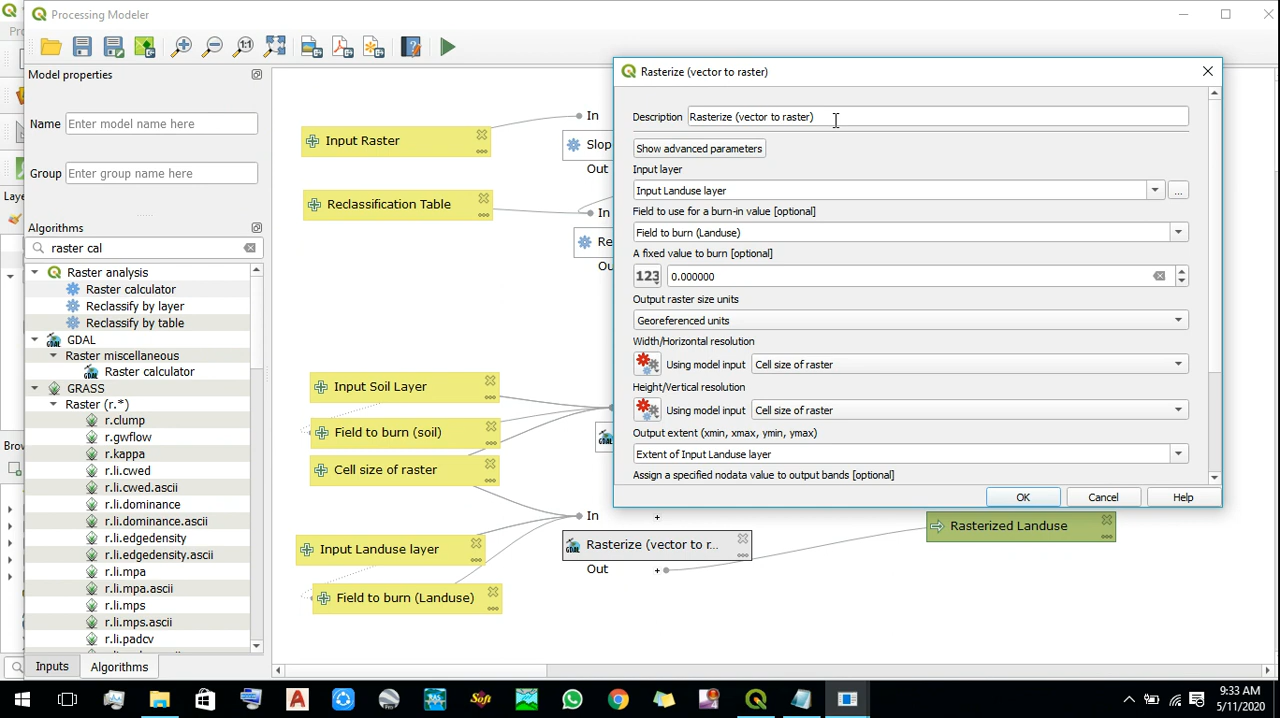 Processing Modeler
Model properties
Name Enter model name here
Group Enter group name here
Algorithms
raster cal
Raster analysis
Raster calculator
Reclassify by layer
Reclassify by table
GDAL
Raster miscellaneous
Raster calculator
GRASS
Raster (r.*)
r.clump
r.gwflow
r.kappa
r.li.cwed
r.li.cwed.ascii
r.li.dominance
r.li.dominance.ascii
r.li.edgedensity
r.li.edgedensity.ascii
r.li.mpa
r.li.mpa.ascii
r.li.mps
r.li.mps.ascii
r.li.padcv
Inputs Algorithms
Input Raster
Reclassification Table
Input Soil Layer
Field to burn (soil)
Cell size of raster
Input Landuse layer
Field to burn (Landuse)
In
Slop
Out
In
Re
Ou
In
Rasterize (vector to r...
Out
Rasterized Landuse
Rasterize (vector to raster)
Description Rasterize (vector to raster)
Show advanced parameters
Input layer
Input Landuse layer
...
Field to use for a burn-in value [optional]
Field to burn (Landuse)
A fixed value to burn [optional]
123 0.000000
Output raster size units
Georeferenced units
Width/Horizontal resolution
Using model input Cell size of raster
Height/Vertical resolution
Using model input Cell size of raster
Output extent (xmin, xmax, ymin, ymax)
Extent of Input Landuse layer
Assign a specified nodata value to output bands [optional]
OK Cancel Help
Laye
Brow
9:33 AM
5/11/2020